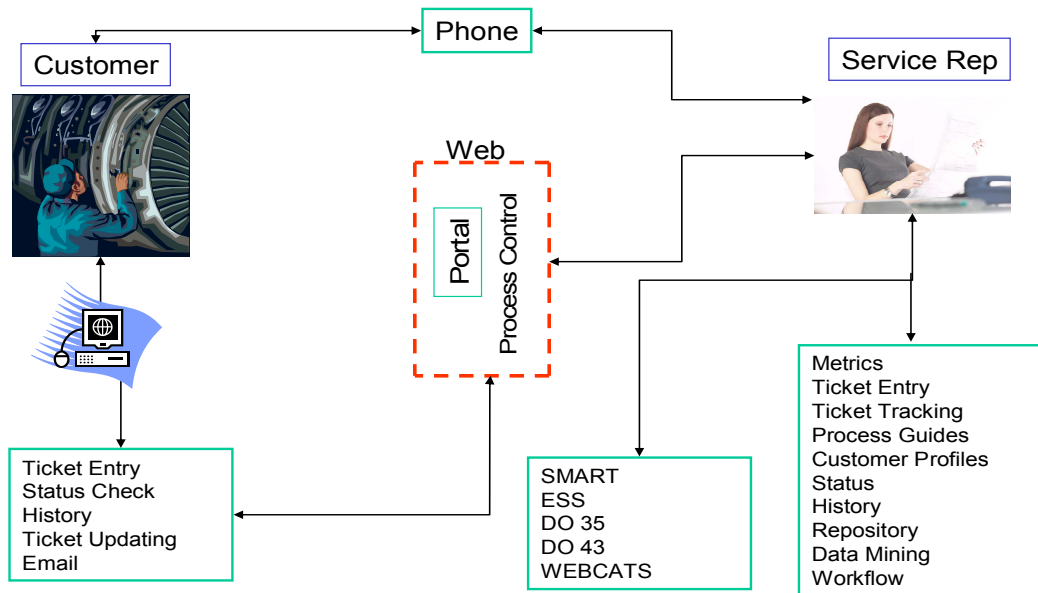 Phone
Customer
Service Rep
Web
Portal
Process Control
Ticket Entry
Status Check
History
Ticket Updating
Email
SMART
ESS
DO 35
DO 43
WEBCATS
Metrics
Ticket Entry
Ticket Tracking
Process Guides
Customer Profiles
Status
History
Repository
Data Mining
Workflow